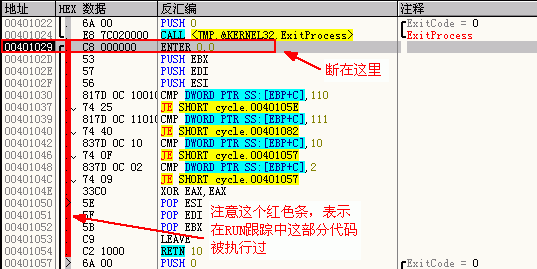 地址 HEX 数据 反汇编 注释
6A 00 PUSH 0 ExitCode = 0
E8 7C020000 CALL <JMP.&KERNEL32.ExitProcess> ExitProcess
00401029 C8 000000 ENTER 0,0
0040102D 53 PUSH EBX
0040102E 57 PUSH EDI
0040102F 56 PUSH ESI
断在这里
00401030 817D 0C 10010 CMP DWORD PTR SS:[EBP+C],110
00401037 74 25 JE SHORT cycle.0040105E
00401039 817D 0C 11010 CMP DWORD PTR SS:[EBP+C],111
00401040 74 40 JE SHORT cycle.00401082
00401042 837D 0C 10 CMP DWORD PTR SS:[EBP+C],10
00401046 74 0F JE SHORT cycle.00401057
00401048 837D 0C 02 CMP DWORD PTR SS:[EBP+C],2
0040104C 74 09 JE SHORT cycle.00401057
0040104E 33C0 XOR EAX,EAX
00401050 5E POP ESI
00401051 5F POP EDI
00401052 5B POP EBX
00401053 C9 LEAVE
00401054 C2 1000 RETN 10
00401057 6A 00 PUSH 0 ExitCode = 0
注意这个红色条，表示
在RUN跟踪中这部分代码
被执行过